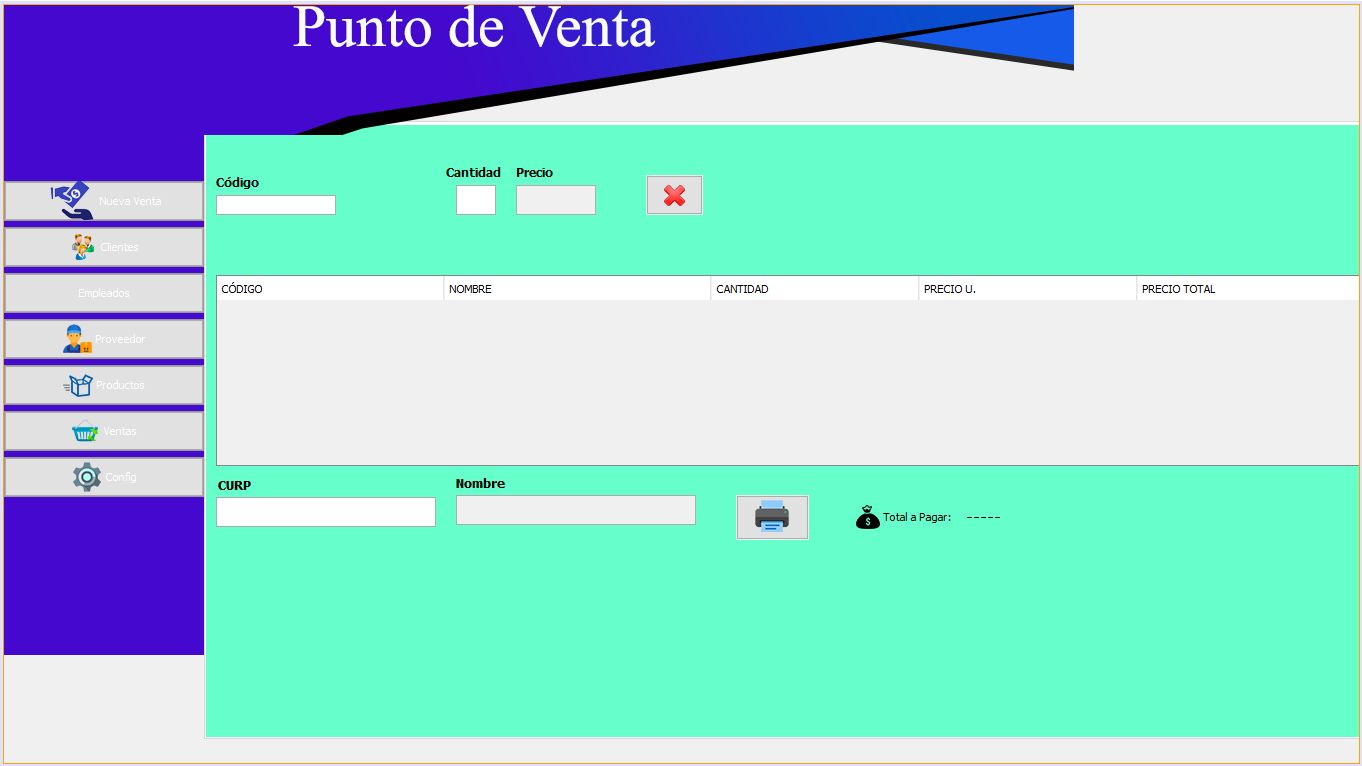 Punto de Venta
Nueva Venta
Clientes
Empleados
Proveedor
Productos
Ventas
Config
Código
Cantidad
Precio
CÓDIGO NOMBRE CANTIDAD PRECIO U. PRECIO TOTAL
CURP
Nombre
$ Total a Pagar: -----